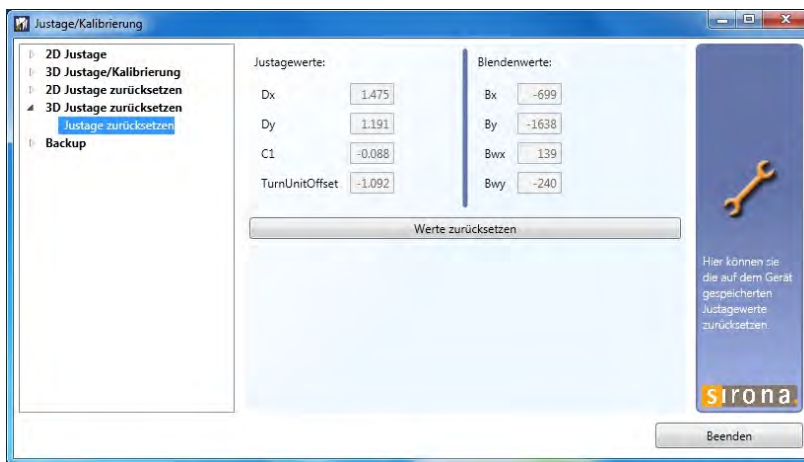 Justage/Kalibrierung
2D Justage
3D Justage/Kalibrierung
2D Justage zurücksetzen
3D Justage zurücksetzen
Justage zurücksetzen
Backup
Justagewerte:
Dx 1.475
Dy 1.191
C1 -0.088
TurnUnitOffset -1.092
Blendenwerte:
Bx -699
By -1638
Bwx 139
Bwy -240
Werte zurücksetzen
Hier können sie
die auf dem Gerät
gespeicherten
Justagewerte
zurücksetzen.
sirona.
Beenden